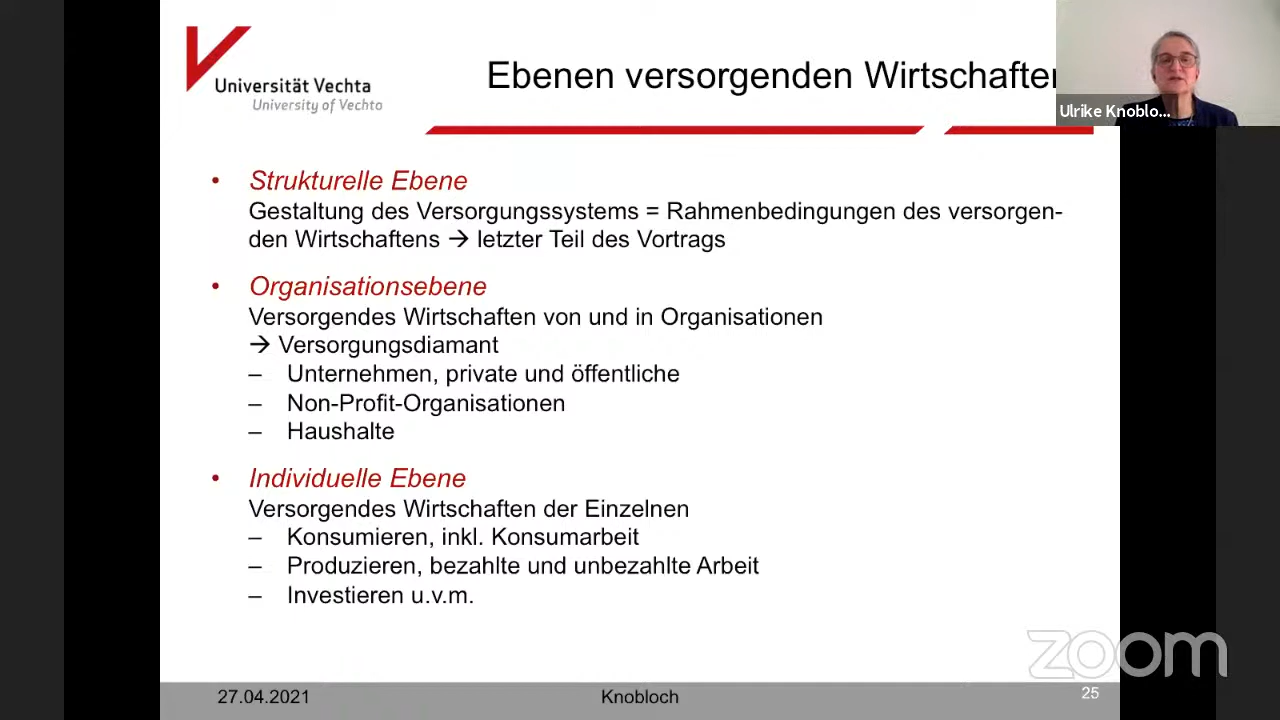 Universität Vechta
University of Vechta
Ebenen versorgenden Wirtschaften
Ulrike Knoblo...
• Strukturelle Ebene
Gestaltung des Versorgungssystems = Rahmenbedingungen des versorgen-
den Wirtschaftens → letzter Teil des Vortrags
• Organisationsebene
Versorgendes Wirtschaften von und in Organisationen
→ Versorgungsdiamant
– Unternehmen, private und öffentliche
– Non-Profit-Organisationen
– Haushalte
• Individuelle Ebene
Versorgendes Wirtschaften der Einzelnen
– Konsumieren, inkl. Konsumarbeit
– Produzieren, bezahlte und unbezahlte Arbeit
– Investieren u.v.m.
zoom
27.04.2021
Knobloch
25